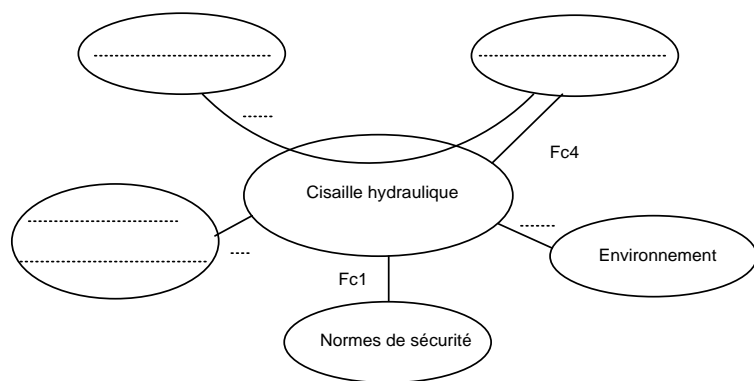 Fc4
Cisaille hydraulique
Environnement
Fc1
Normes de sécurité